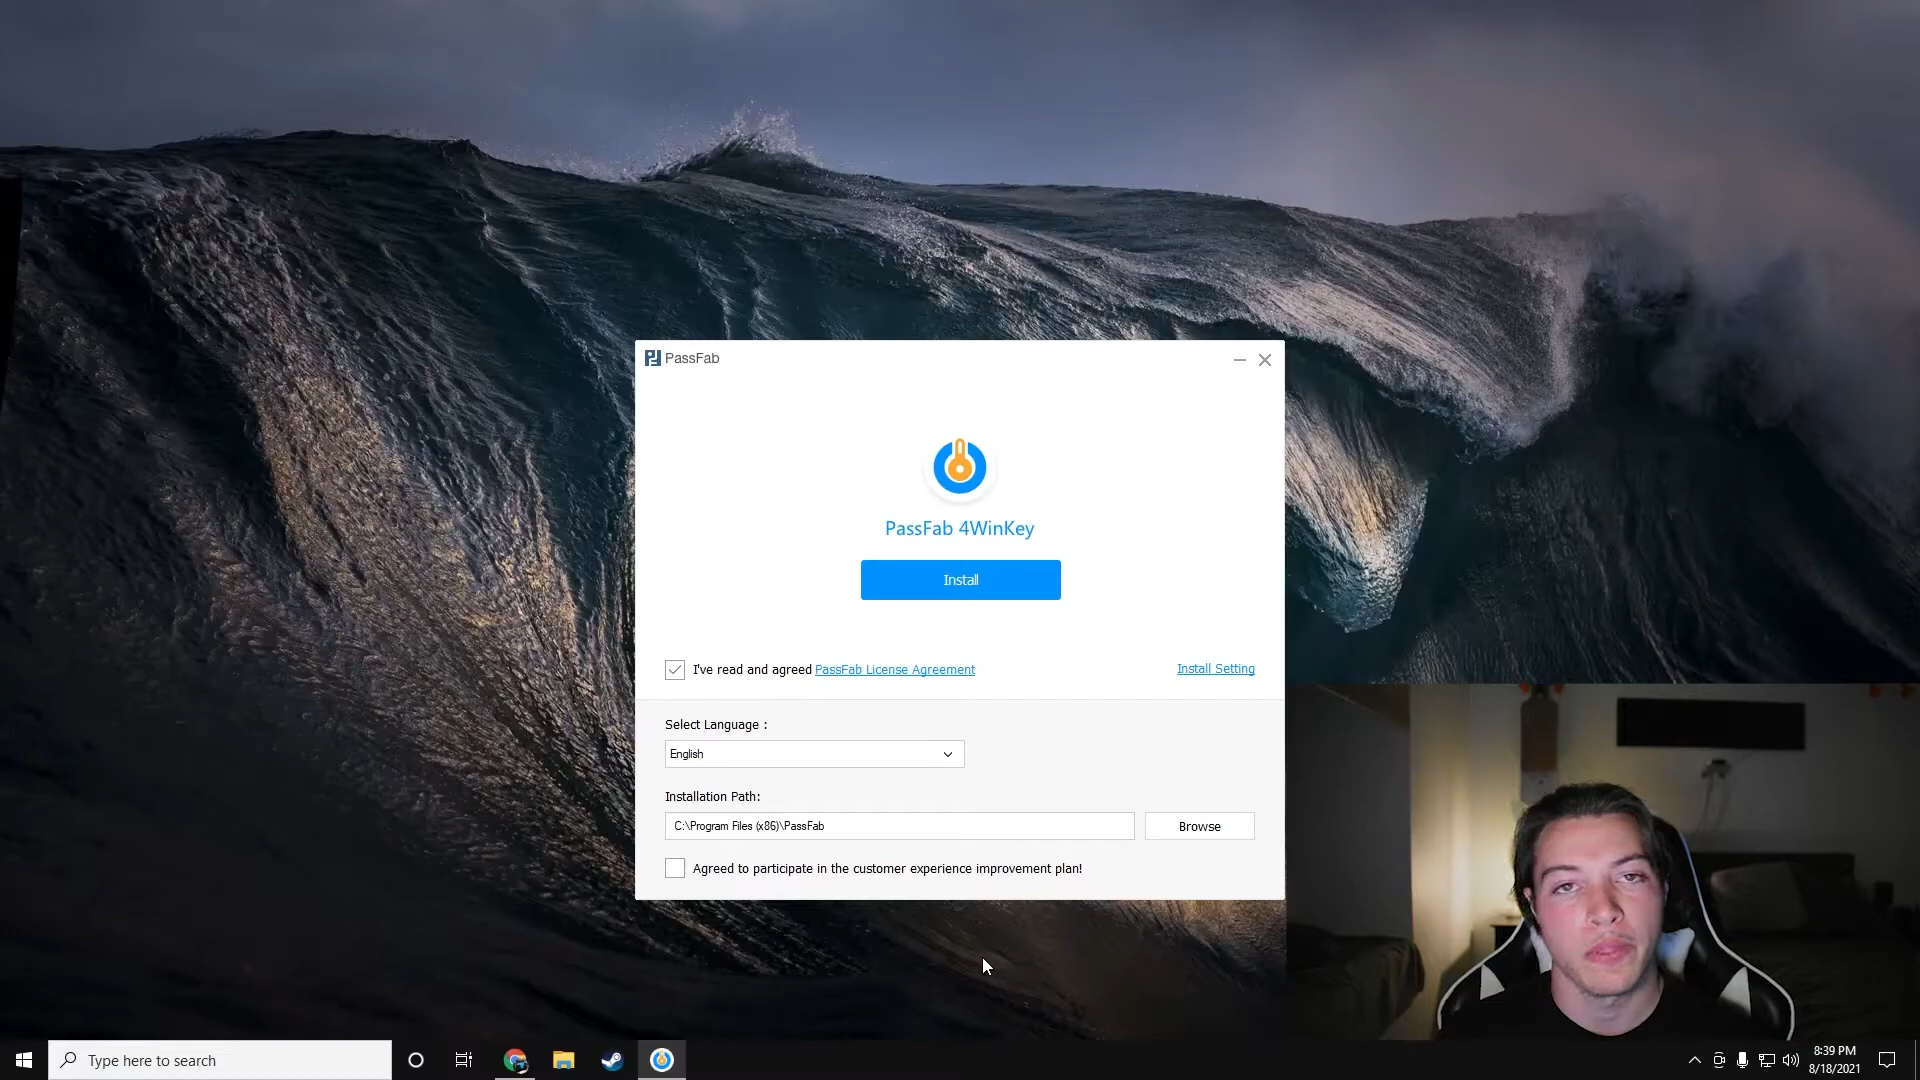 PassFab
PassFab 4WinKey
Install
I've read and agreed PassFab License Agreement
Install Setting
Select Language :
English
Installation Path:
C:\Program Files (x86)\PassFab
Browse
Agreed to participate in the customer experience improvement plan!
Type here to search
8:39 PM
8/18/2021